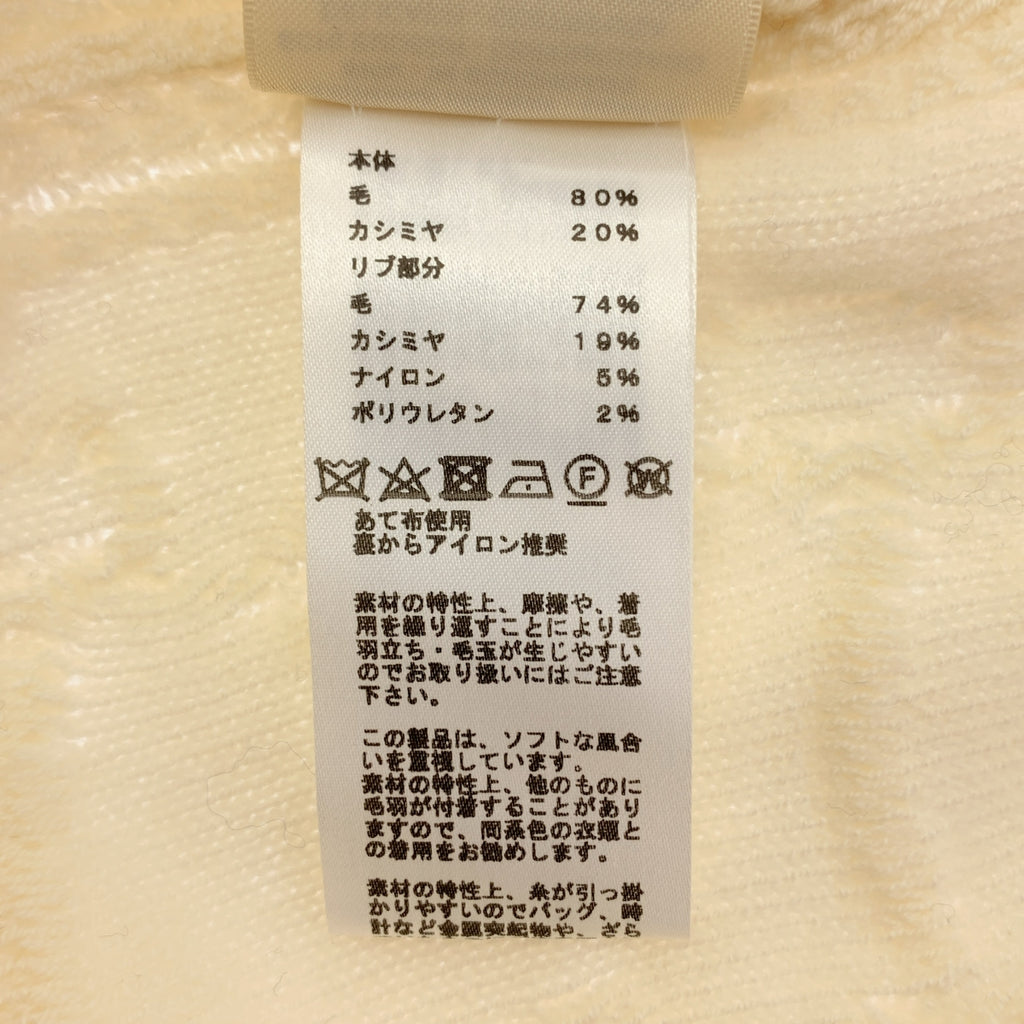 本体
毛 80%
カシミヤ 20%
リブ部分
毛 74%
カシミヤ 19%
ナイロン 5%
ポリウレタン 2%
F W
あて布使用
裏からアイロン推奨
素材の特性上、摩擦や、着
用を繰り返すことにより毛
羽立ち・毛玉が生じやすい
のでお取り扱いにはご注意
下さい。
この製品は、ソフトな風合
いを重視しています。
素材の特性上、他のものに
毛羽が付着することがあり
ますので、同系色の衣類と
の着用をお勧めします。
素材の特性上、糸が引っ掛
かりやすいのでバッグ、時
計など金属突起物や、ざら